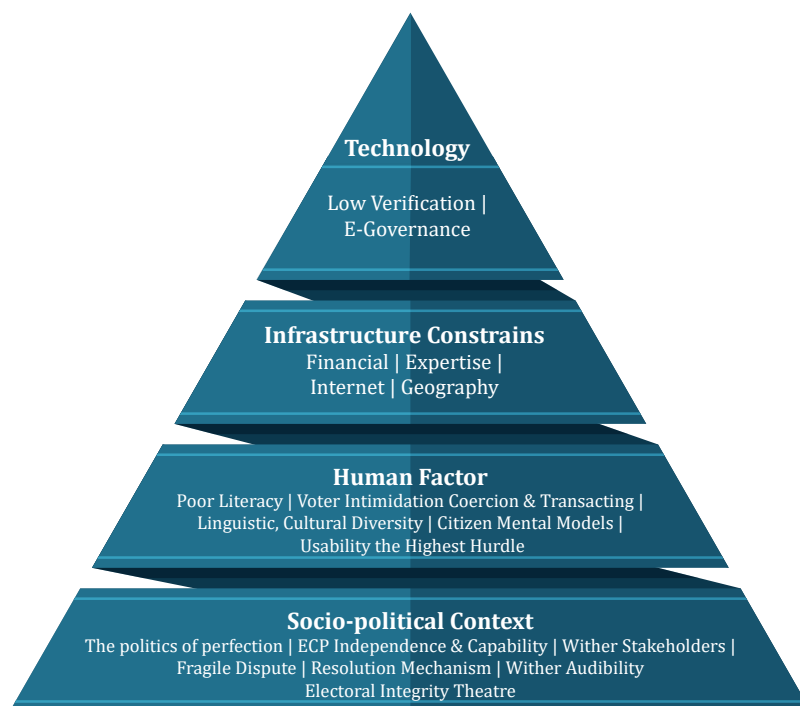 Technology
Low Verification |
E-Governance
Infrastructure Constrains
Financial | Expertise |
Internet | Geography
Human Factor
Poor Literacy | Voter Intimidation Coercion & Transacting |
Linguistic, Cultural Diversity | Citizen Mental Models |
Usability the Highest Hurdle
Socio-political Context
The politics of perfection | ECP Independence & Capability | Wither Stakeholders |
Fragile Dispute | Resolution Mechanism | Wither Audibility
Electoral Integrity Theatre